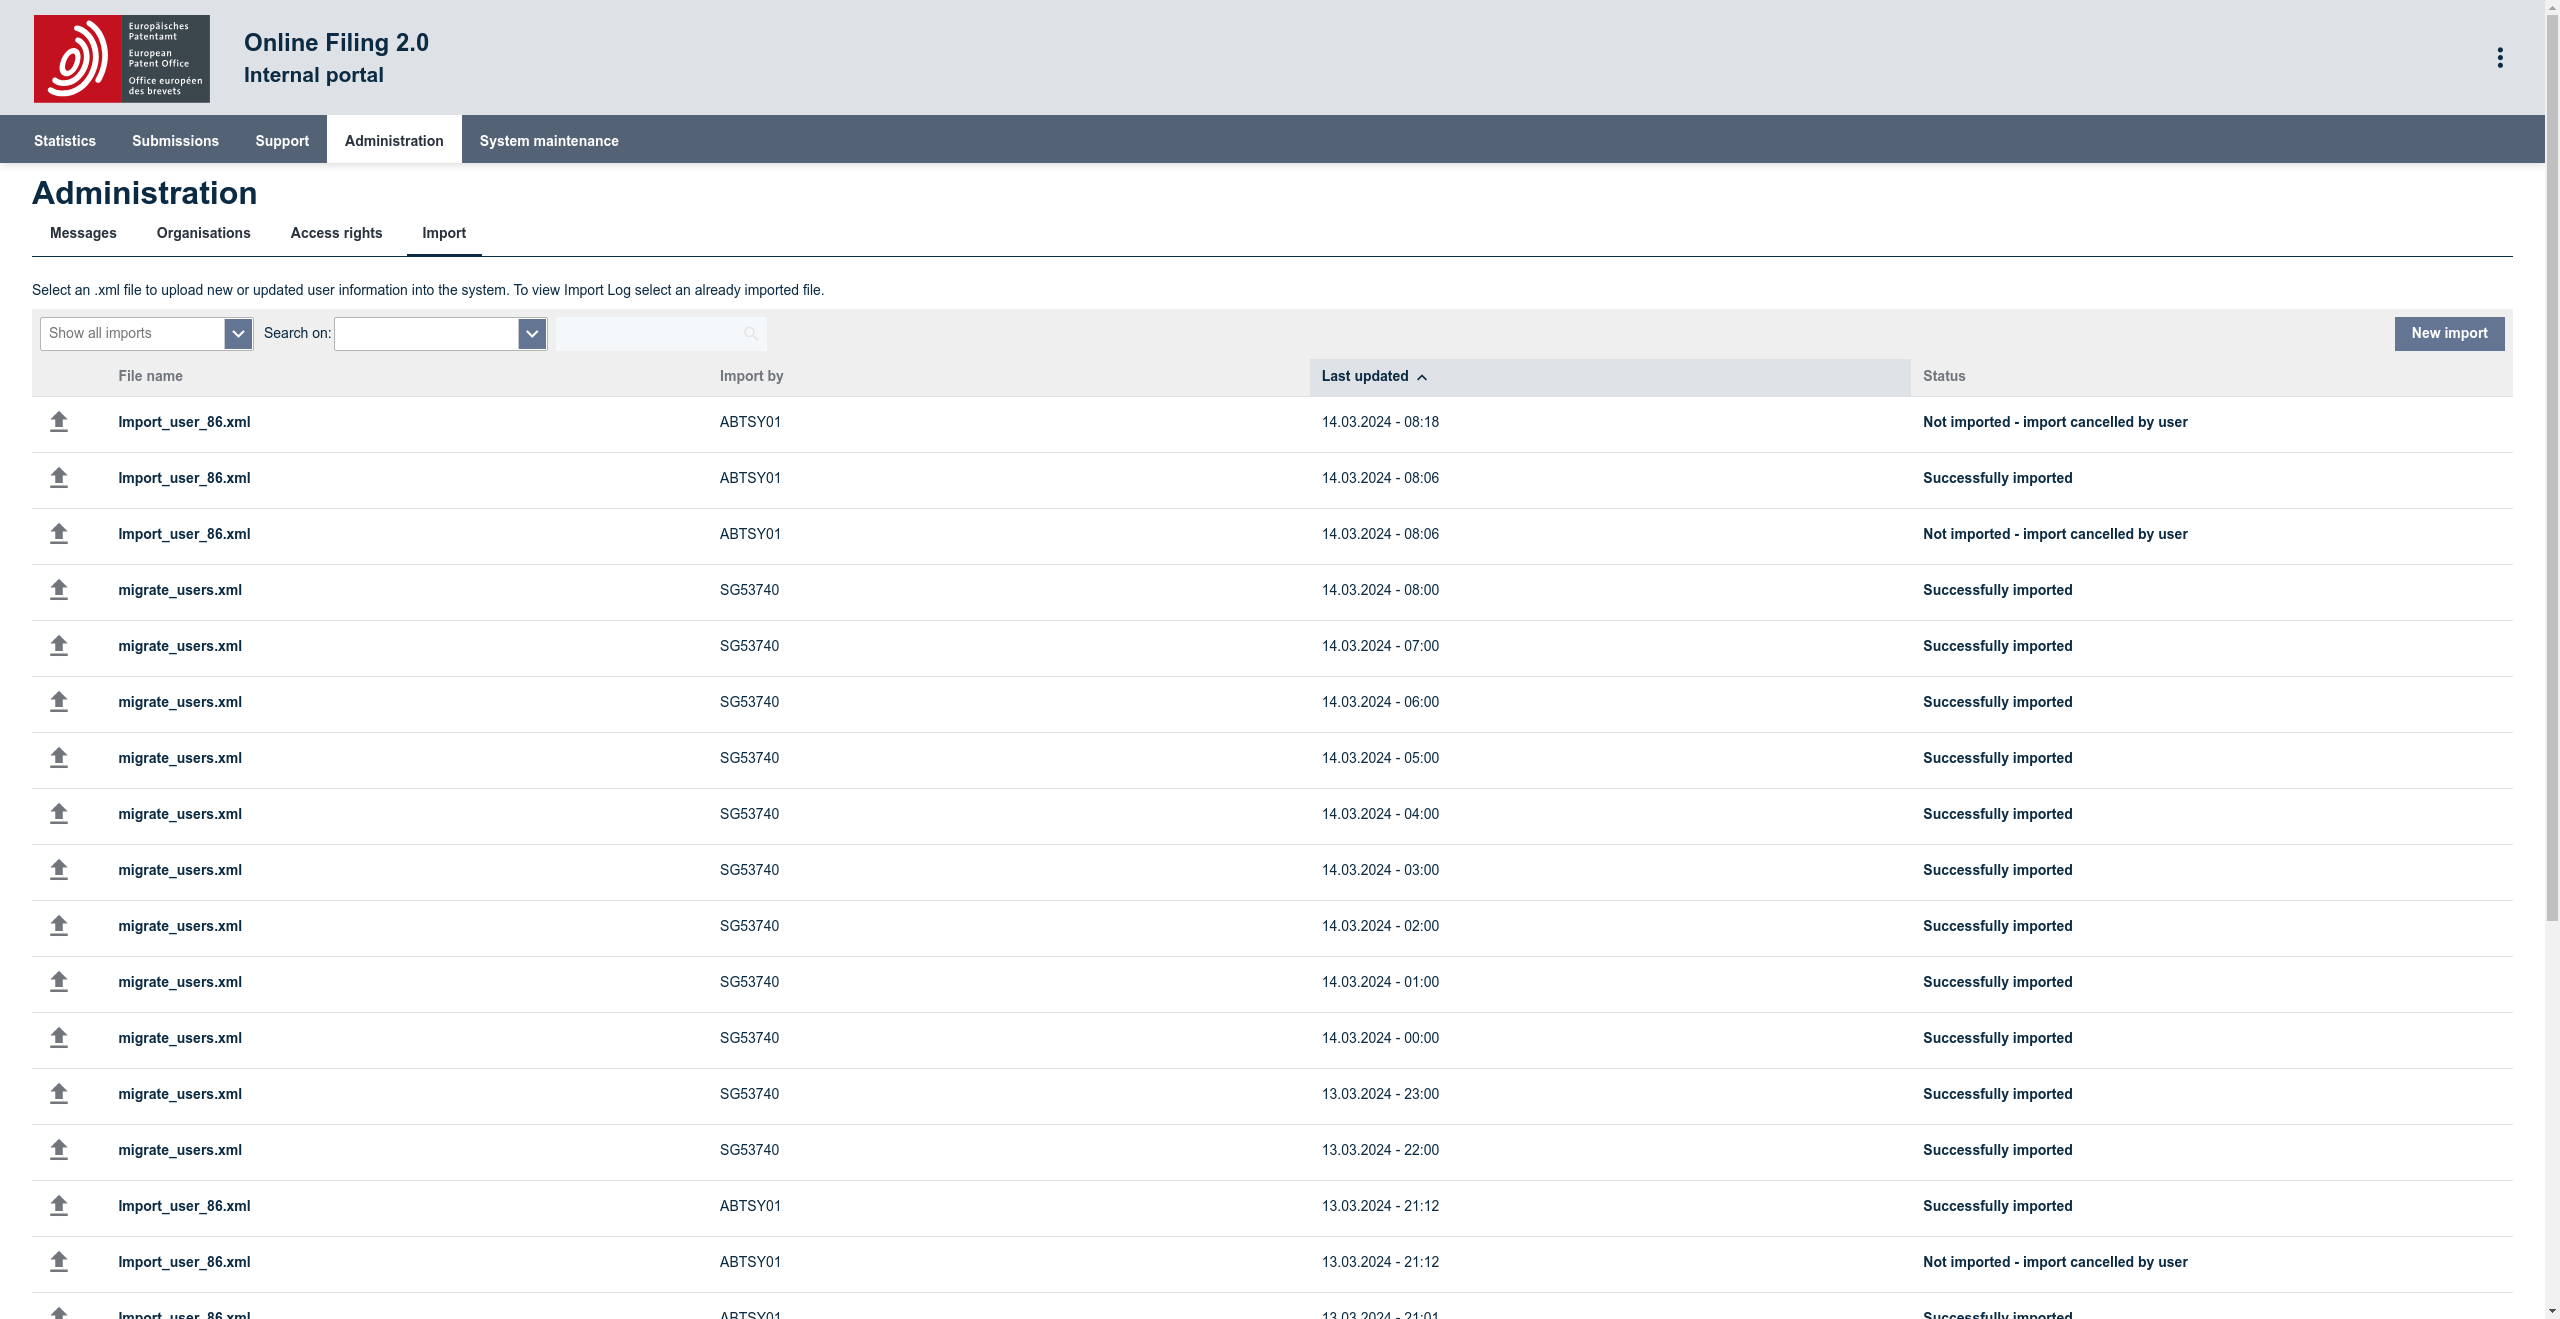 Europäisches
Patentamt
European
Patent Office
Office européen
des brevets
Online Filing 2.0
Internal portal
Statistics Submissions Support Administration System maintenance
Administration
Messages Organisations Access rights Import
Select an .xml file to upload new or updated user information into the system. To view Import Log select an already imported file.
Show all imports Search on: New import
File name Import by Last updated Status
Import_user_86.xml ABTSY01 14.03.2024 - 08:18 Not imported - import cancelled by user
Import_user_86.xml ABTSY01 14.03.2024 - 08:06 Successfully imported
Import_user_86.xml ABTSY01 14.03.2024 - 08:06 Not imported - import cancelled by user
migrate_users.xml SG53740 14.03.2024 - 08:00 Successfully imported
migrate_users.xml SG53740 14.03.2024 - 07:00 Successfully imported
migrate_users.xml SG53740 14.03.2024 - 06:00 Successfully imported
migrate_users.xml SG53740 14.03.2024 - 05:00 Successfully imported
migrate_users.xml SG53740 14.03.2024 - 04:00 Successfully imported
migrate_users.xml SG53740 14.03.2024 - 03:00 Successfully imported
migrate_users.xml SG53740 14.03.2024 - 02:00 Successfully imported
migrate_users.xml SG53740 14.03.2024 - 01:00 Successfully imported
migrate_users.xml SG53740 14.03.2024 - 00:00 Successfully imported
migrate_users.xml SG53740 13.03.2024 - 23:00 Successfully imported
migrate_users.xml SG53740 13.03.2024 - 22:00 Successfully imported
Import_user_86.xml ABTSY01 13.03.2024 - 21:12 Successfully imported
Import_user_86.xml ABTSY01 13.03.2024 - 21:12 Not imported - import cancelled by user
Import_user_86.xml ABTSY01 13.03.2024 - 21:01 Successfully imported